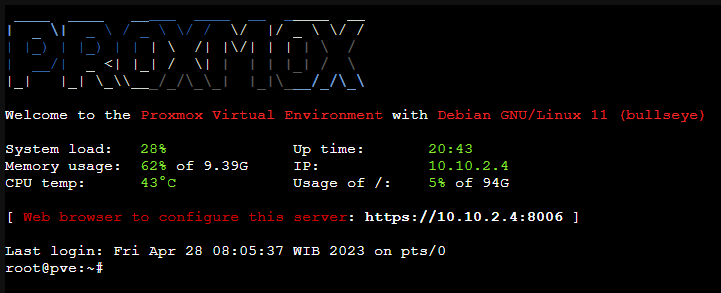 PROXMOX
Welcome to the Proxmox Virtual Environment with Debian GNU/Linux 11 (bullseye)
System load: 28% Up time: 20:43
Memory usage: 62% of 9.39G IP: 10.10.2.4
CPU temp: 43°C Usage of /: 5% of 94G
[ Web browser to configure this server: https://10.10.2.4:8006 ]
Last login: Fri Apr 28 08:05:37 WIB 2023 on pts/0
root@pve:~#